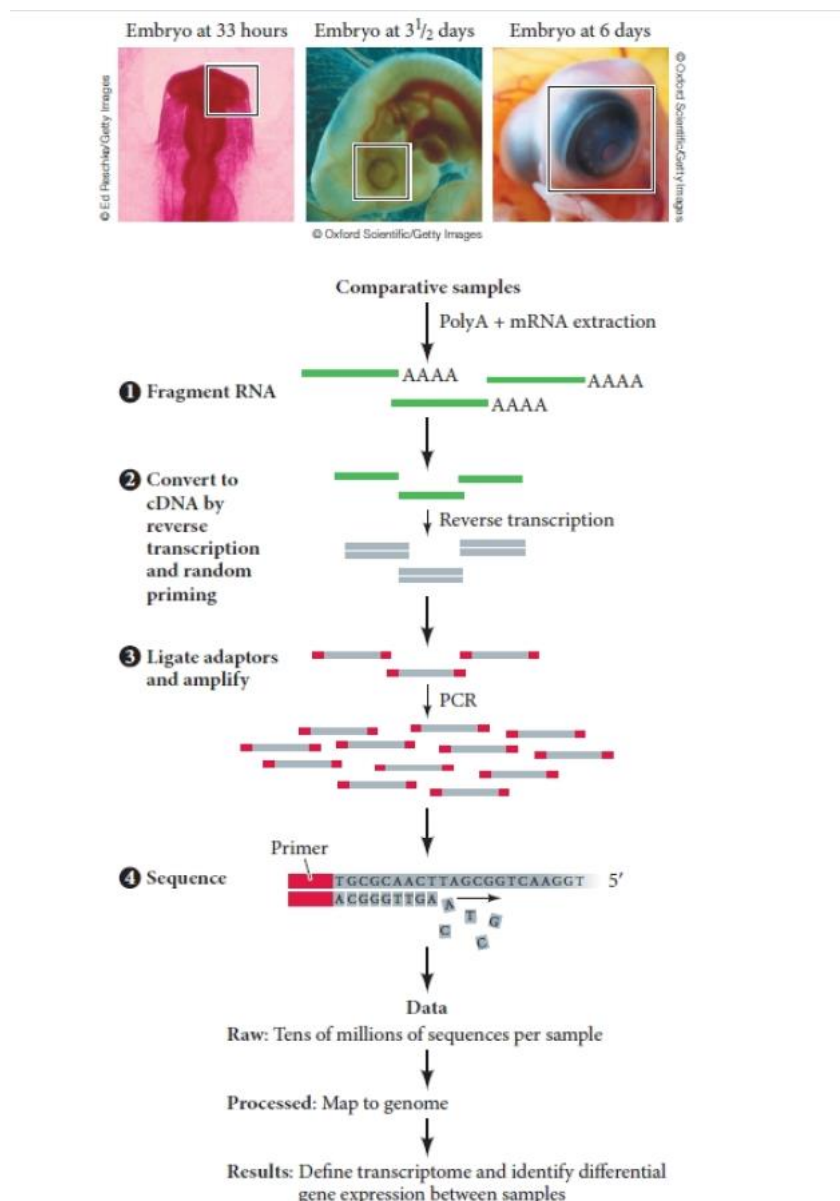 Embryo at 33 hours
Embryo at 3 1/2 days
Embryo at 6 days
© Ed Reschke/Getty Images
© Oxford Scientific/Getty Images
© Oxford Scientific/Getty Images
Comparative samples
PolyA + mRNA extraction
AAAA
AAAA
AAAA
1 Fragment RNA
2 Convert to
cDNA by
reverse
transcription
and random
priming
Reverse transcription
3 Ligate adaptors
and amplify
PCR
Primer
4 Sequence
TGCGCAACTTAGCGGTCAAGGT 5′
ACGGGTTGA A
T G
C C
Data
Raw: Tens of millions of sequences per sample
Processed: Map to genome
Results: Define transcriptome and identify differential
gene expression between samples